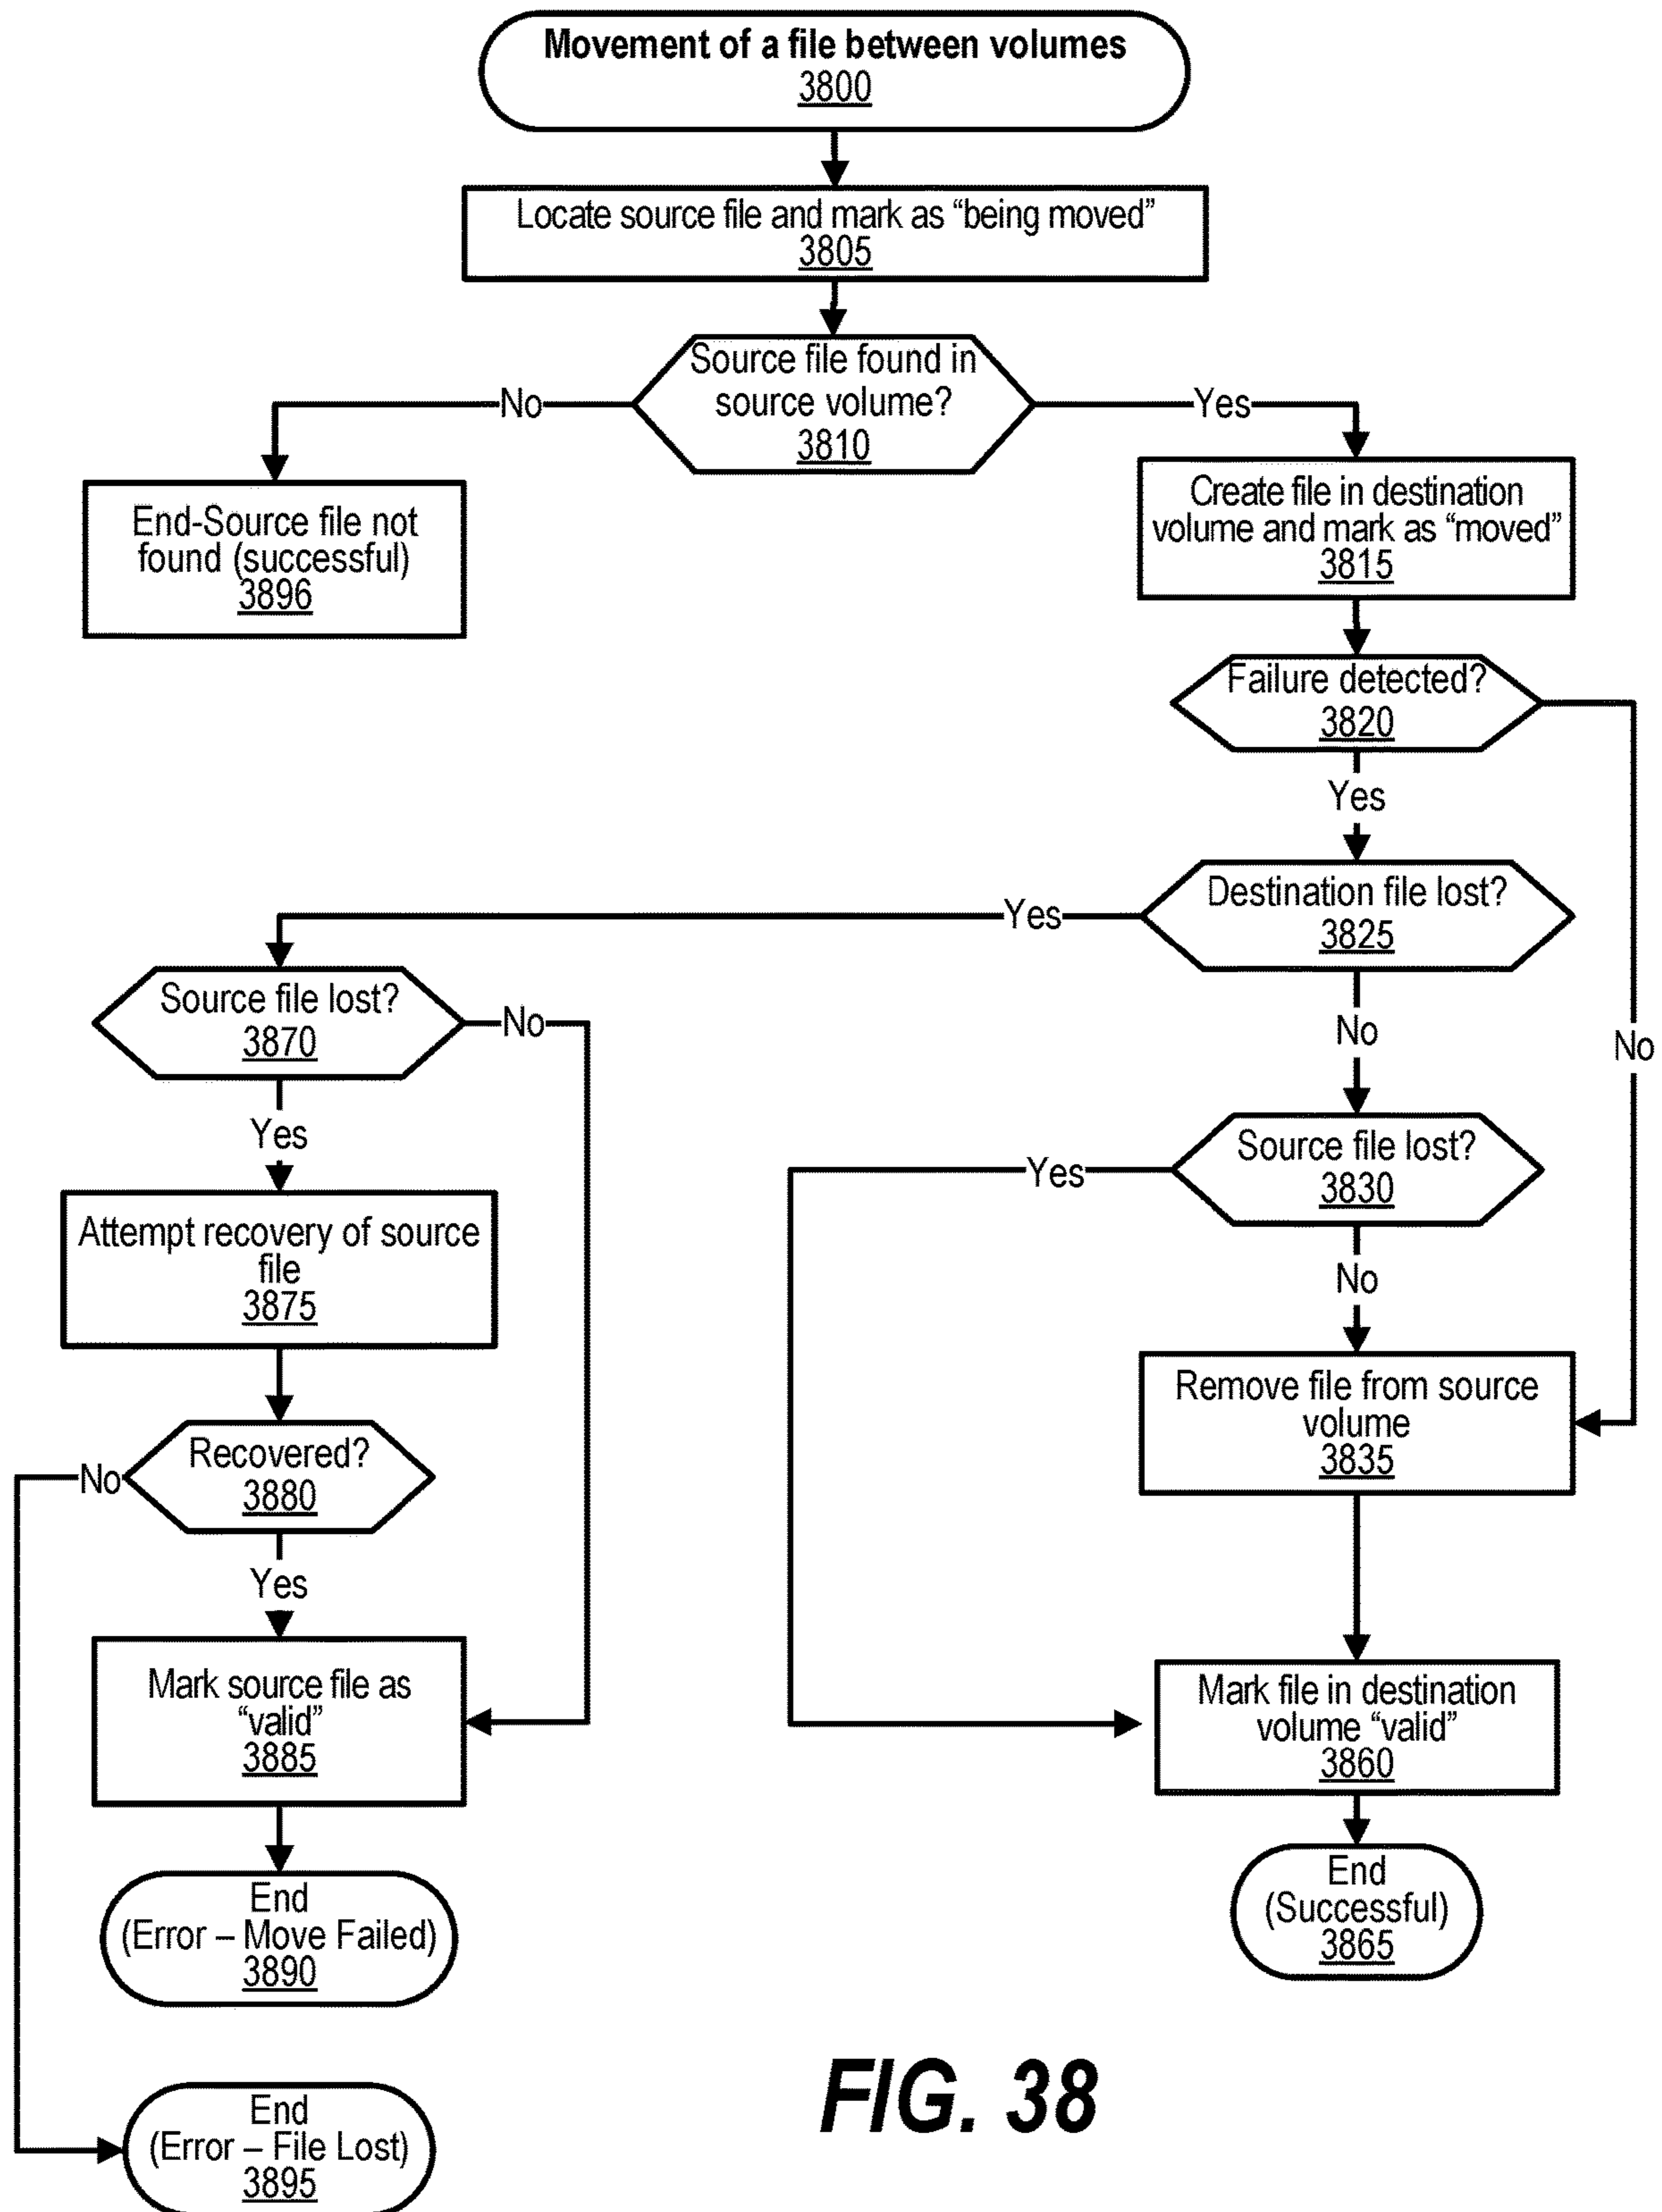 Movement of a file between volumes
3800
Locate source file and mark as “being moved”
3805
Source file found in
source volume?
3810
No
Yes
End-Source file not
found (successful)
3896
Create file in destination
volume and mark as “moved”
3815
Failure detected?
3820
Yes
No
Destination file lost?
3825
Yes
No
Source file lost?
3870
No
Yes
Source file lost?
3830
Yes
No
Attempt recovery of source
file
3875
Remove file from source
volume
3835
Recovered?
3880
No
Yes
Mark source file as
“valid”
3885
Mark file in destination
volume “valid”
3860
End
(Error – Move Failed)
3890
End
(Successful)
3865
End
(Error – File Lost)
3895
FIG. 38